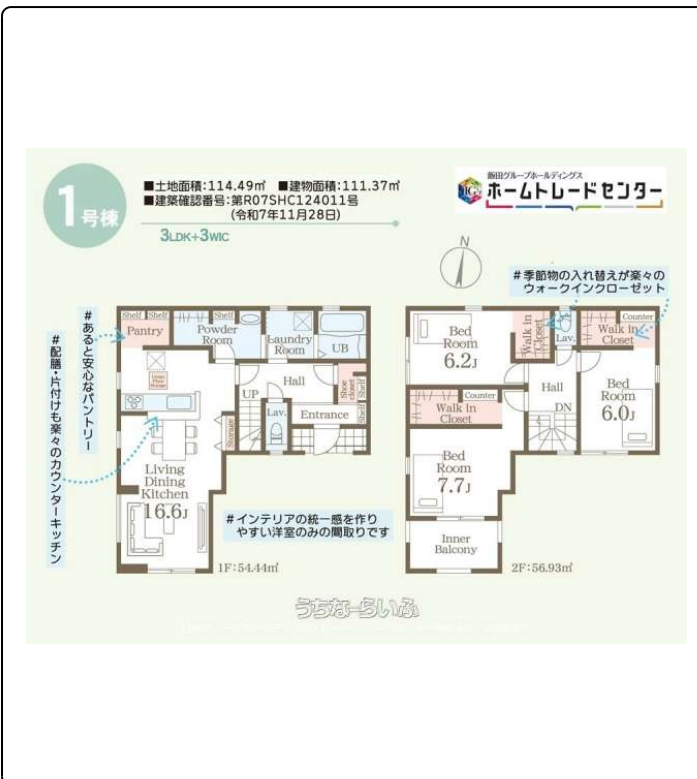 1号棟
■土地面積:114.49㎡ ■建物面積:111.37㎡
■建築確認番号:第R07SHC124011号
(令和7年11月28日)
3LDK+3WIC
飯田グループホールディングス
ホームトレードセンター
N
#季節物の入れ替えが楽々の
ウォークインクローゼット
#あると安心なパントリー
#配膳・片付けも楽々のカウンターキッチン
Shelf
Shelf
Pantry
Shelf
Powder
Room
Laundry
Room
UB
Hall
UP
Lav.
Shoe
closet
Shelf
Shelf
Entrance
Storage
Living
Dining
Kitchen
16.6J
#インテリアの統一感を作り
やすい洋室のみの間取りです
1F:54.44㎡
Bed
Room
6.2J
Walk in
Closet
Lav.
Counter
Walk in
Closet
Bed
Room
6.0J
Hall
DN
Counter
Walk In
Closet
Bed
Room
7.7J
Inner
Balcony
2F:56.93㎡
うちなーらいふ